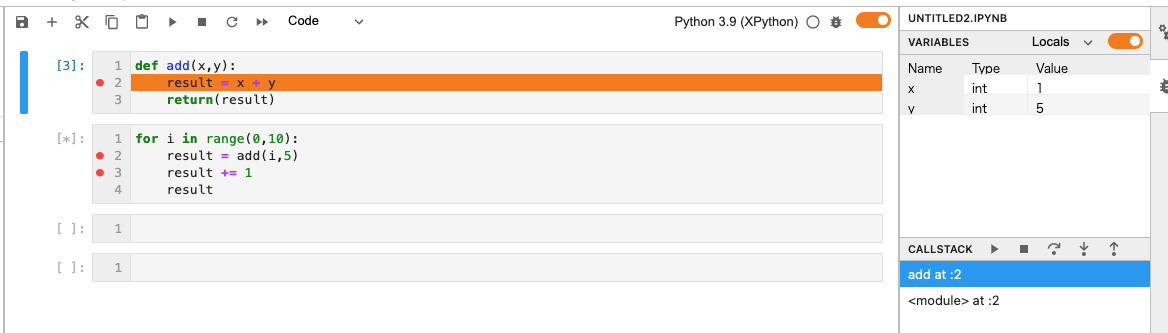 Code
Python 3.9 (XPython)
[3]:
1 def add(x,y):
2 result = x + y
3 return(result)
[*]:
1 for i in range(0,10):
2 result = add(i,5)
3 result += 1
4 result
[ ]: 1
[ ]: 1
UNTITLED2.IPYNB
VARIABLES Locals
Name Type Value
x int 1
y int 5
CALLSTACK
add at :2
<module> at :2